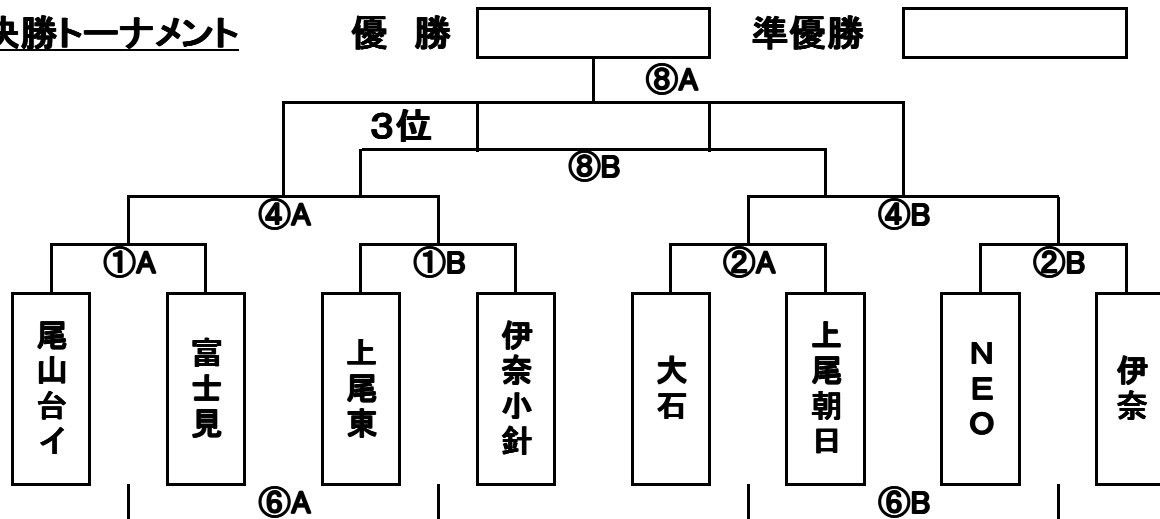 決勝トーナメント 優 勝 準優勝
⑧A
3位
⑧B
④A ④B
①A ①B ②A ②B
尾山台イ
富士見
上尾東
伊奈小針
大石
上尾朝日
NEO
伊奈
⑥A ⑥B